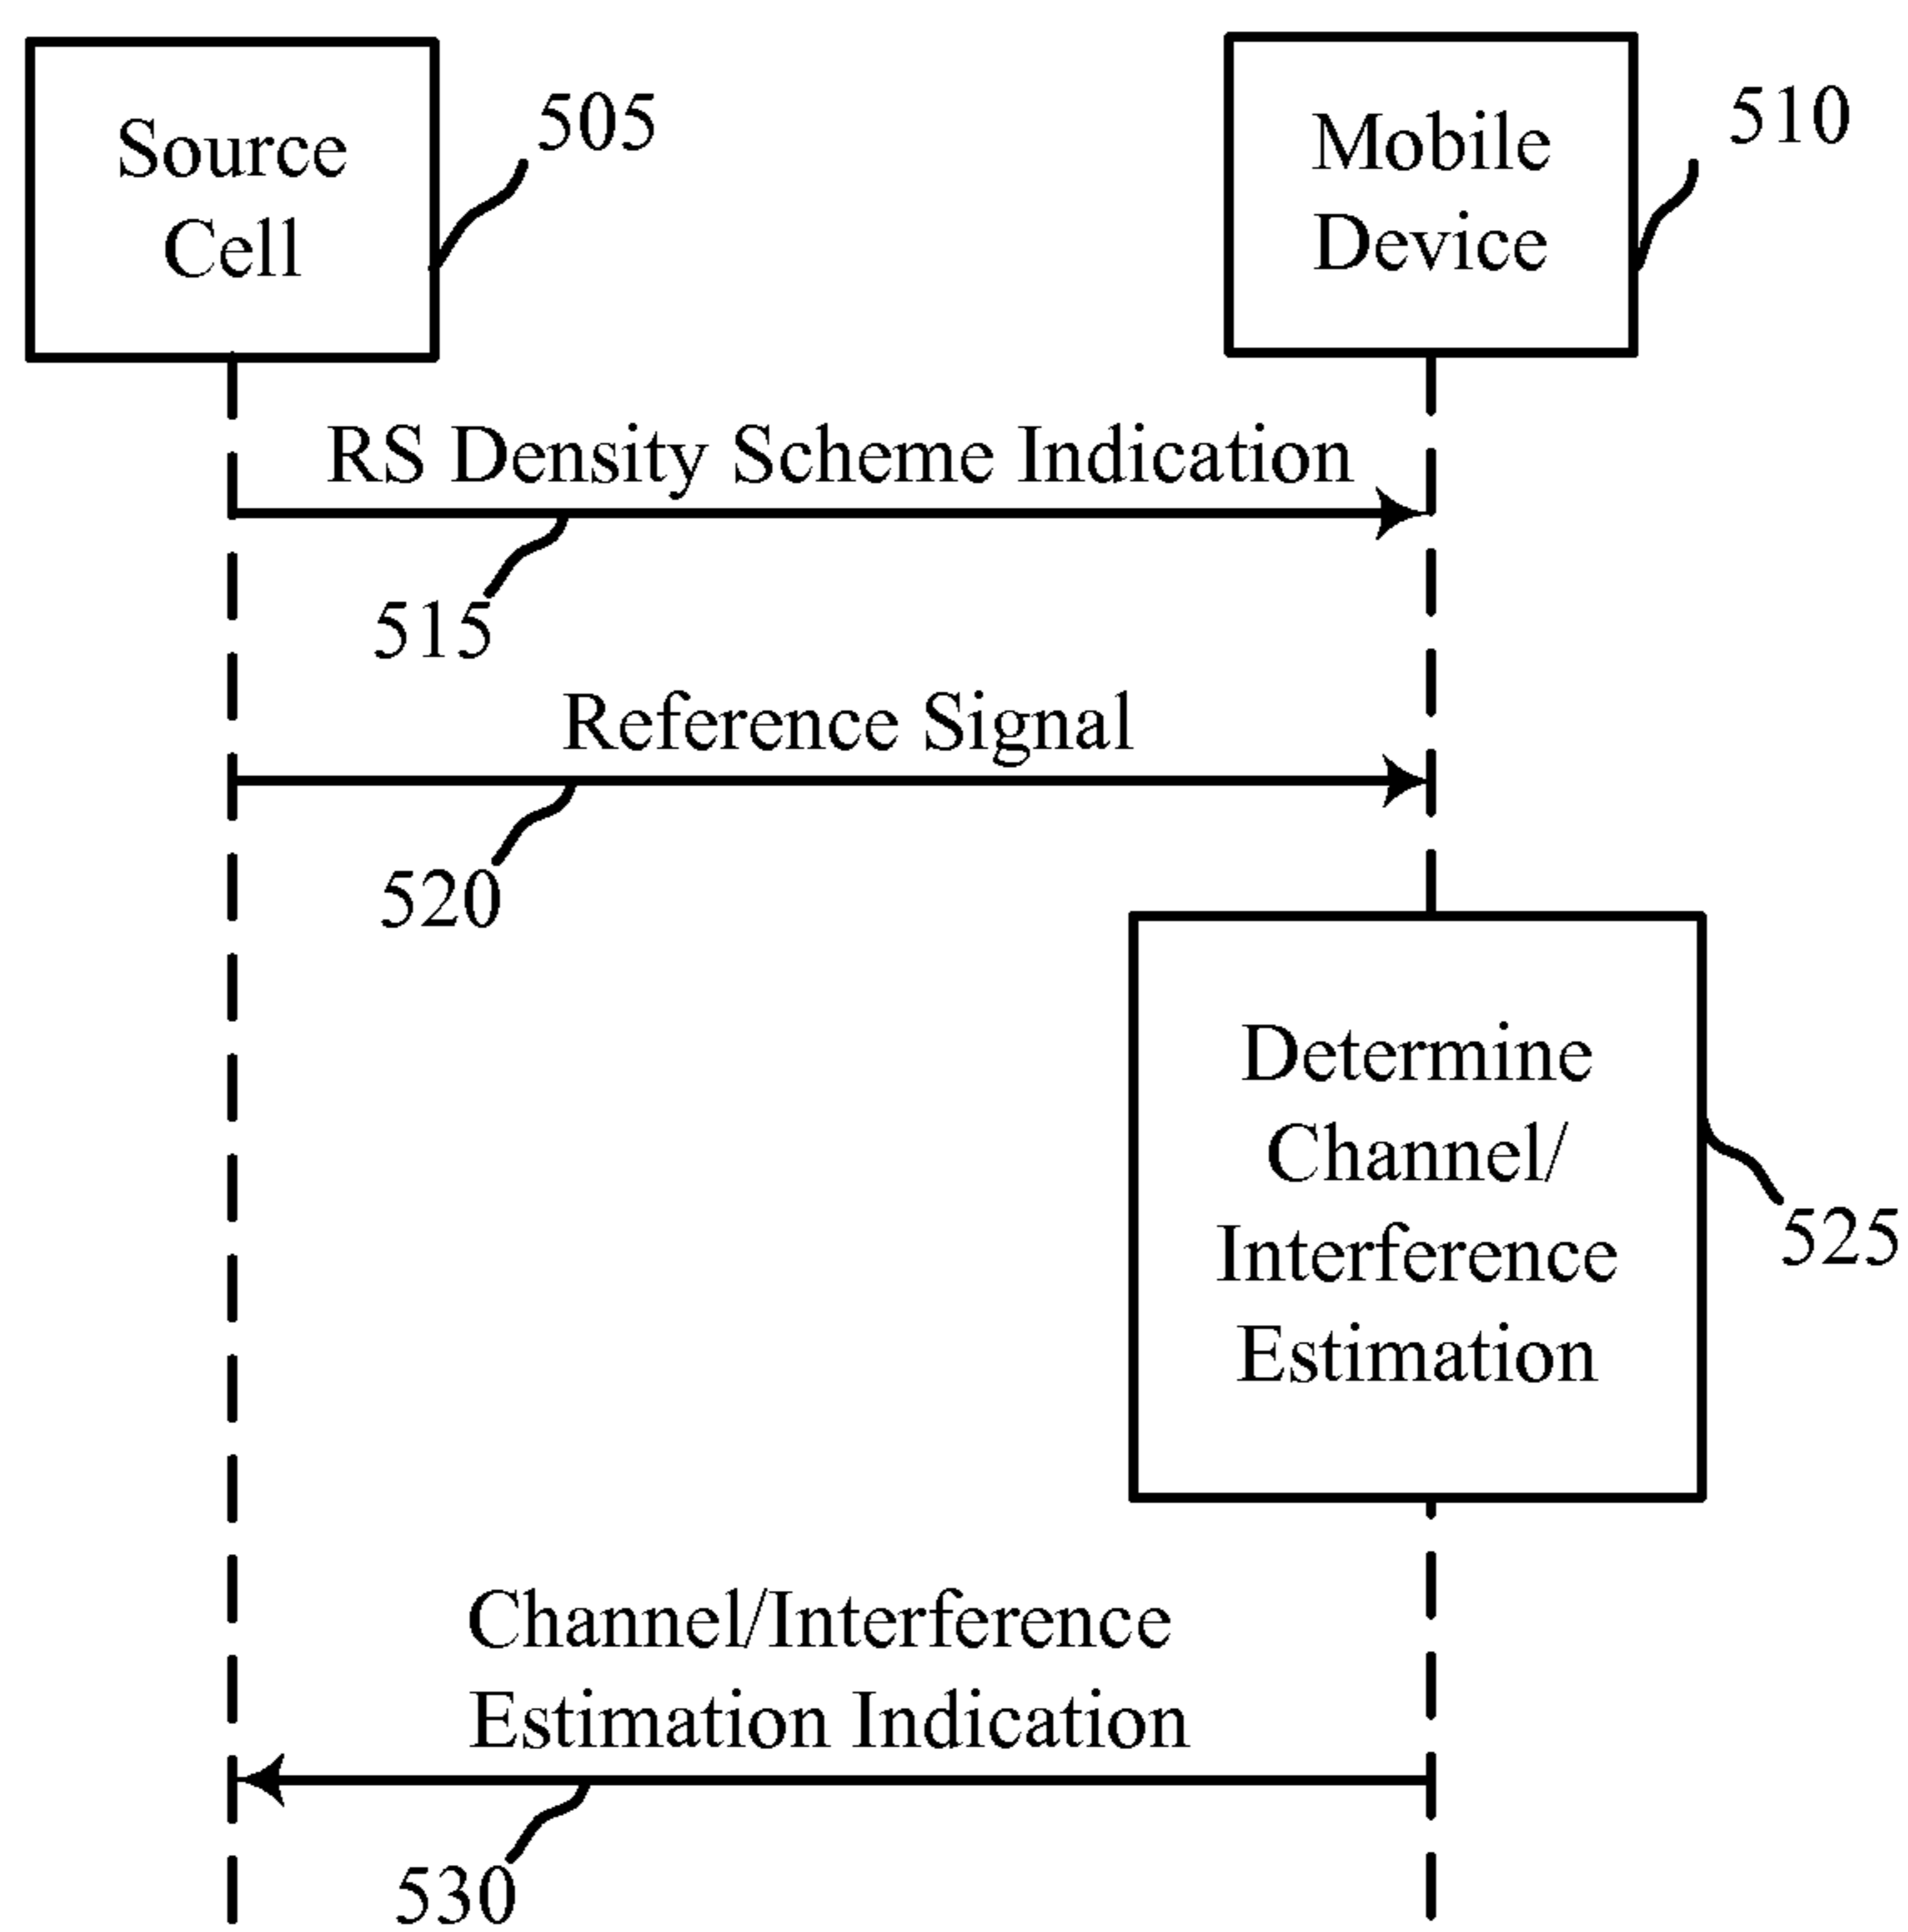 Source
Cell
505
Mobile
Device
510
RS Density Scheme Indication
515
Reference Signal
520
Determine
Channel/
Interference
Estimation
525
Channel/Interference
Estimation Indication
530